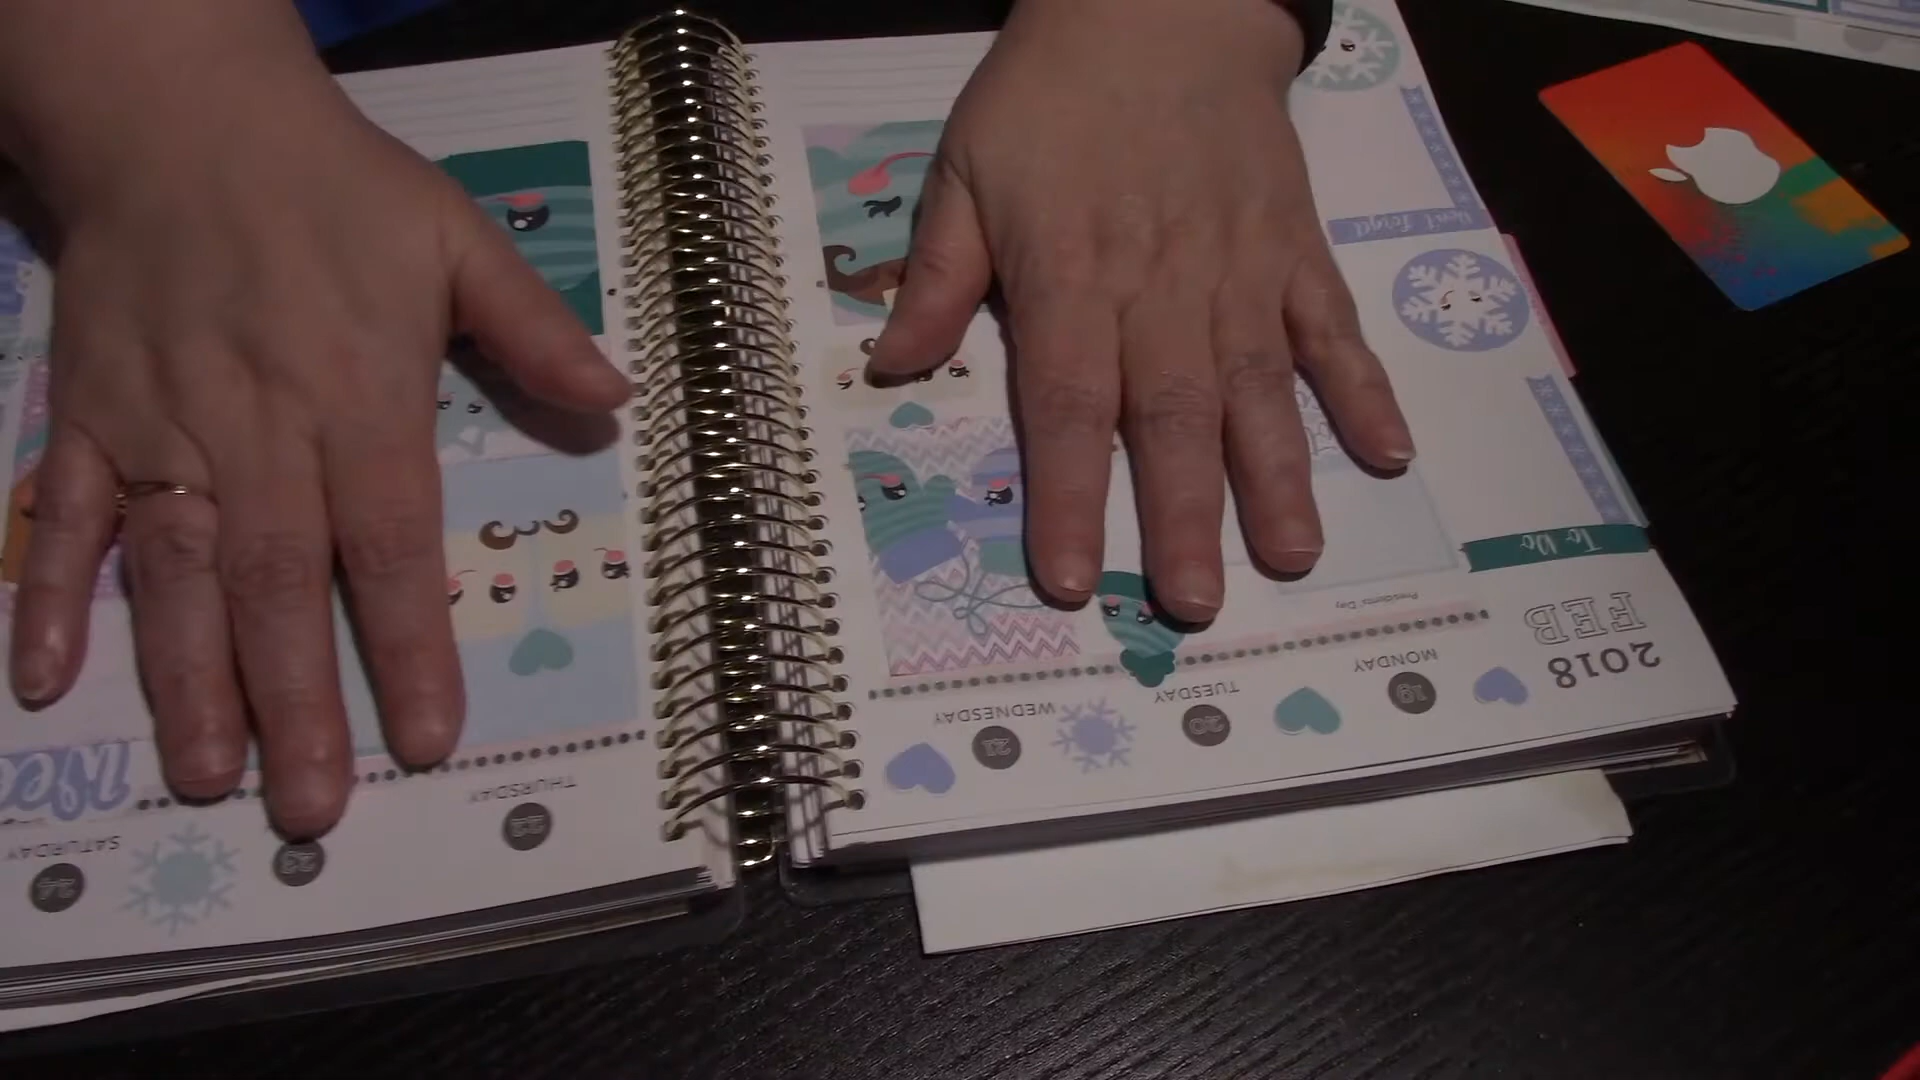 2018
FEB
MONDAY
19
TUESDAY
20
WEDNESDAY
21
Presidents' Day
To Do
Don't forget
THURSDAY
22
23
SATURDAY
24